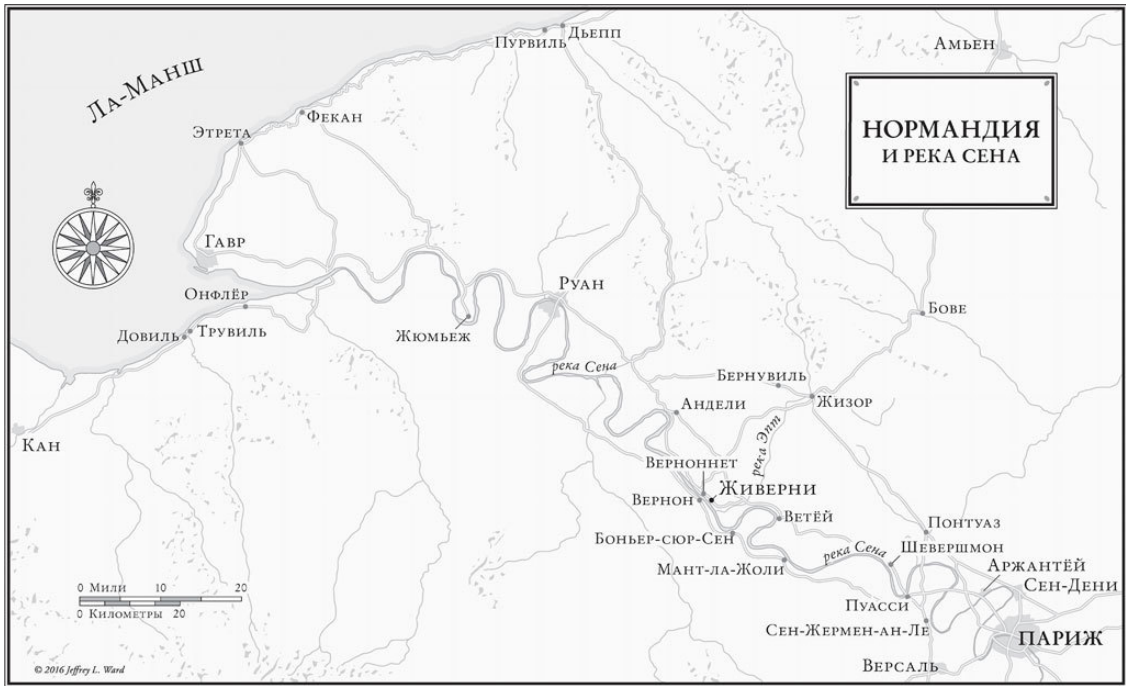 Дьепп
Пурвиль
Амьен
Ла-Манш
НОРМАНДИЯ
И РЕКА СЕНА
Фекан
Этрета
Гавр
Руан
Онфлёр
Бове
Довиль
Трувиль
Жюмьеж
река Сена
Бернувиль
Андели
Жизор
Кан
река Эпт
Верноннет
Живерни
Вернон
Ветёй
Понтуаз
Боньер-сюр-Сен
река Сена
Шевершмон
Мант-ла-Жоли
Аржантёй
Сен-Дени
0 Мили 10 20
0 Километры 20
Пуасси
Сен-Жермен-ан-Ле
ПАРИЖ
Версаль
© 2016 Jeffrey L. Ward